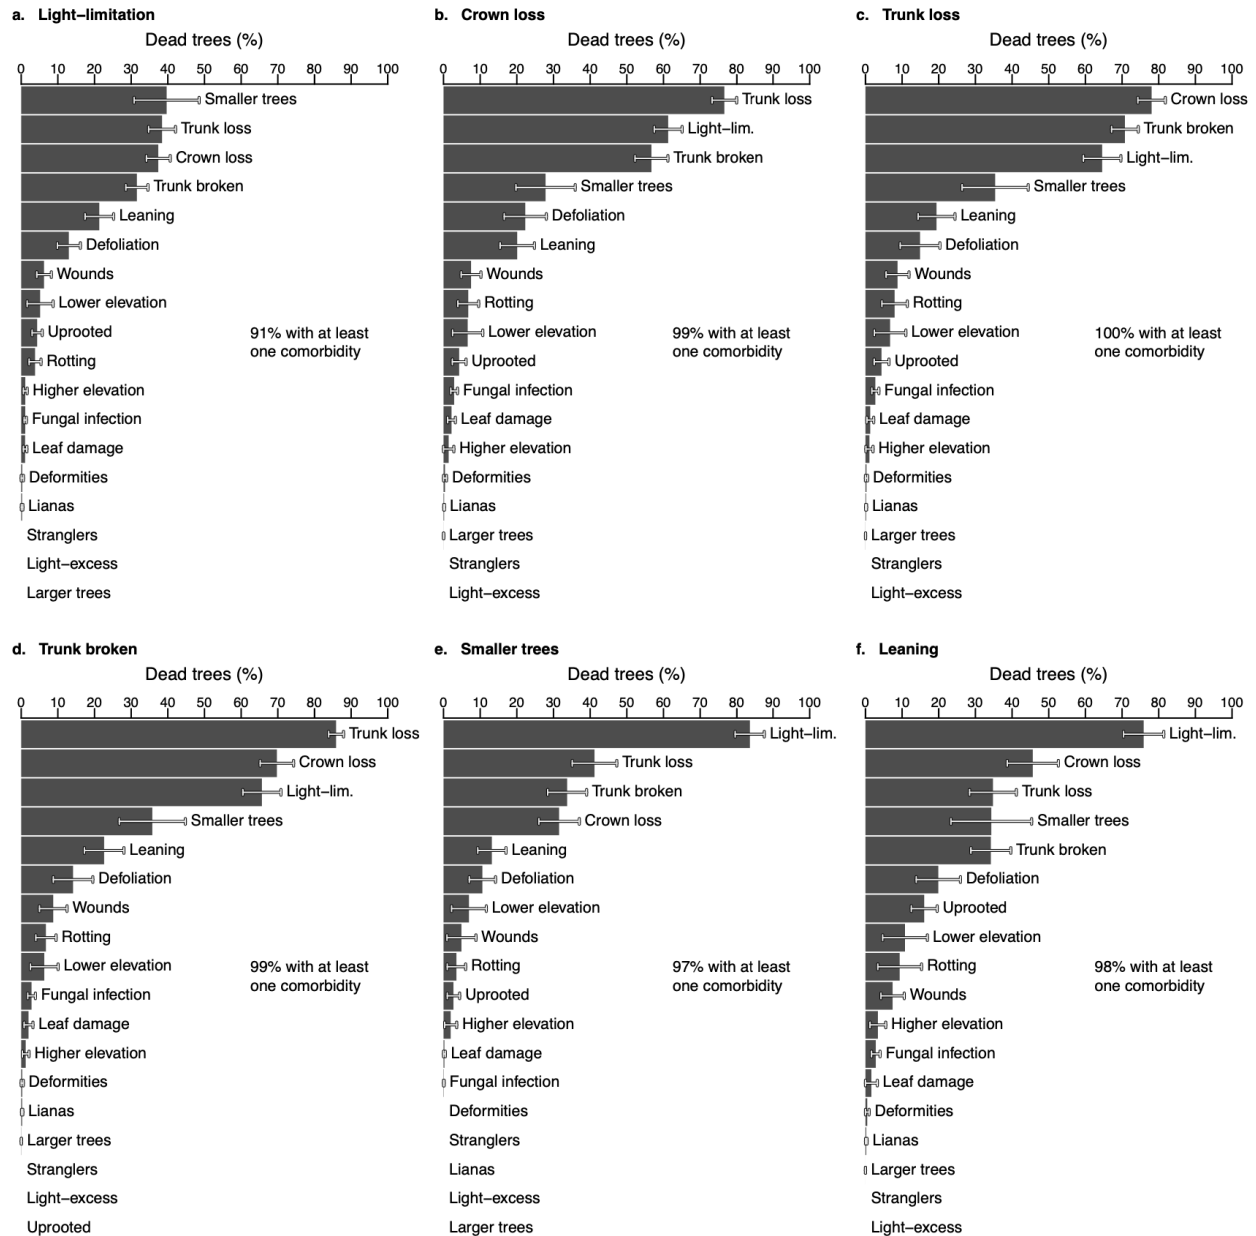 a. Light−limitation
Dead trees (%)
0 10 20 30 40 50 60 70 80 90 100
Smaller trees
Trunk loss
Crown loss
Trunk broken
Leaning
Defoliation
Wounds
Lower elevation
Uprooted
Rotting
Higher elevation
Fungal infection
Leaf damage
Deformities
Lianas
Stranglers
Light−excess
Larger trees
91% with at least
one comorbidity
b. Crown loss
Dead trees (%)
0 10 20 30 40 50 60 70 80 90 100
Trunk loss
Light−lim.
Trunk broken
Smaller trees
Defoliation
Leaning
Wounds
Rotting
Lower elevation
Uprooted
Fungal infection
Leaf damage
Higher elevation
Deformities
Lianas
Larger trees
Stranglers
Light−excess
99% with at least
one comorbidity
c. Trunk loss
Dead trees (%)
0 10 20 30 40 50 60 70 80 90 100
Crown loss
Trunk broken
Light−lim.
Smaller trees
Leaning
Defoliation
Wounds
Rotting
Lower elevation
Uprooted
Fungal infection
Leaf damage
Higher elevation
Deformities
Lianas
Larger trees
Stranglers
Light−excess
100% with at least
one comorbidity
d. Trunk broken
Dead trees (%)
0 10 20 30 40 50 60 70 80 90 100
Trunk loss
Crown loss
Light−lim.
Smaller trees
Leaning
Defoliation
Wounds
Rotting
Lower elevation
Fungal infection
Leaf damage
Higher elevation
Deformities
Lianas
Larger trees
Stranglers
Light−excess
Uprooted
99% with at least
one comorbidity
e. Smaller trees
Dead trees (%)
0 10 20 30 40 50 60 70 80 90 100
Light−lim.
Trunk loss
Trunk broken
Crown loss
Leaning
Defoliation
Lower elevation
Wounds
Rotting
Uprooted
Higher elevation
Leaf damage
Fungal infection
Deformities
Stranglers
Lianas
Light−excess
Larger trees
97% with at least
one comorbidity
f. Leaning
Dead trees (%)
0 10 20 30 40 50 60 70 80 90 100
Light−lim.
Crown loss
Trunk loss
Smaller trees
Trunk broken
Defoliation
Uprooted
Lower elevation
Rotting
Wounds
Higher elevation
Fungal infection
Leaf damage
Deformities
Lianas
Larger trees
Stranglers
Light−excess
98% with at least
one comorbidity